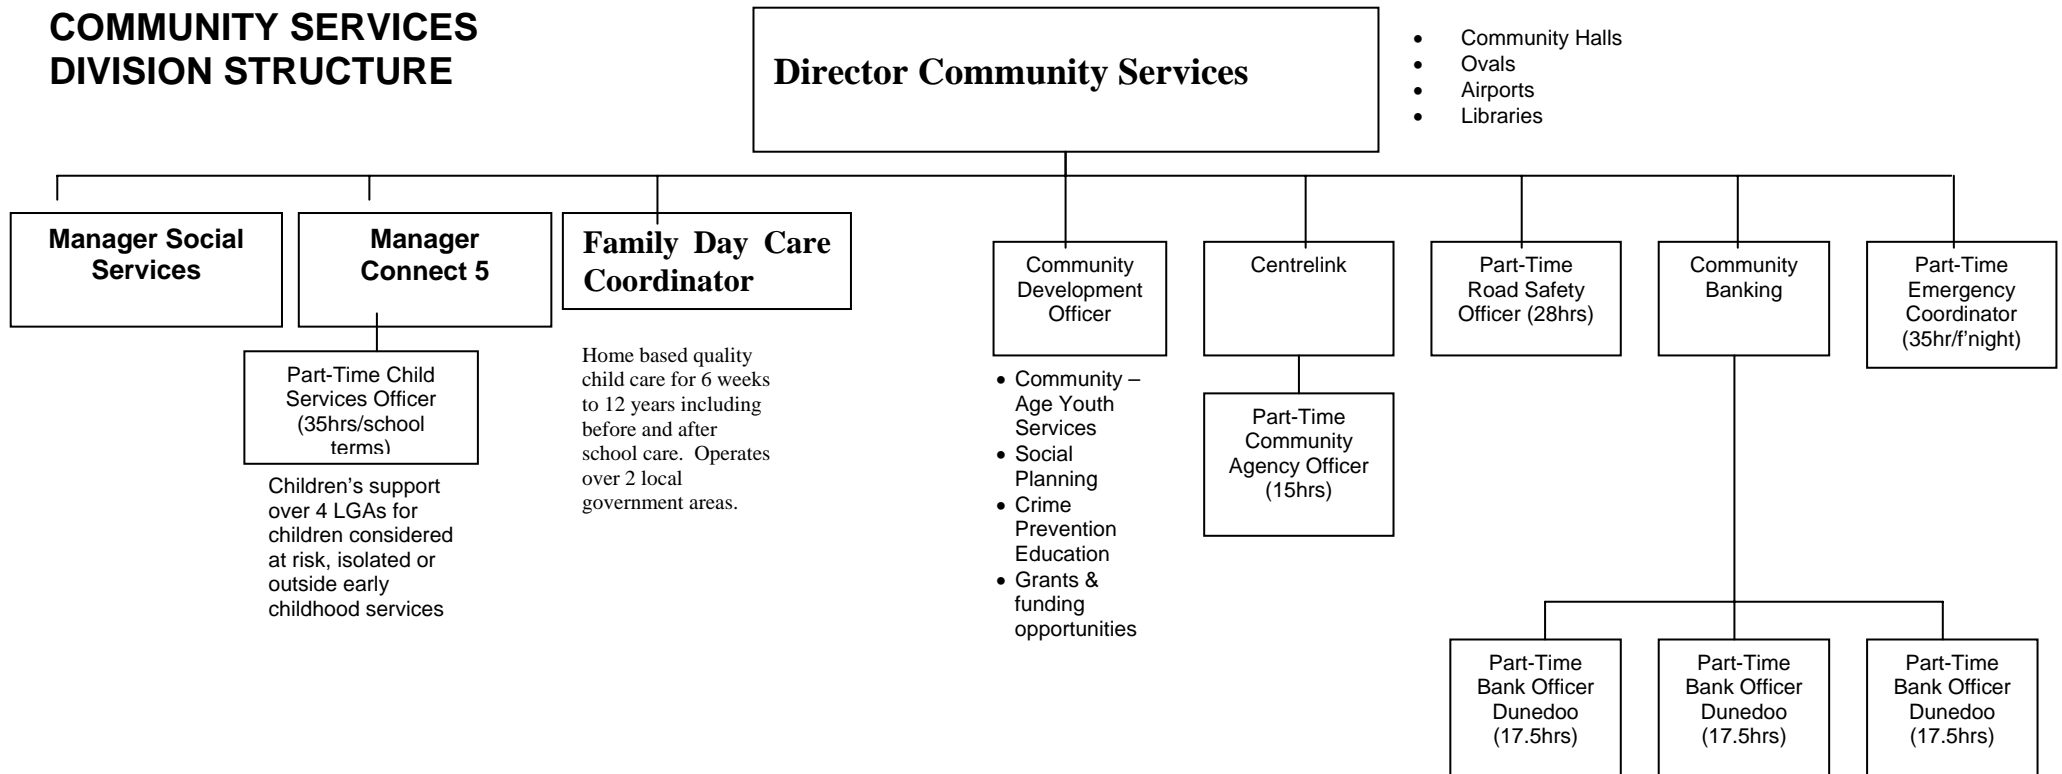 COMMUNITY SERVICES
DIVISION STRUCTURE
Director Community Services
• Community Halls
• Ovals
• Airports
• Libraries
Manager Social
Services
Manager
Connect 5
Family Day Care
Coordinator
Community
Development
Officer
Centrelink
Part-Time
Road Safety
Officer (28hrs)
Community
Banking
Part-Time
Emergency
Coordinator
(35hr/f'night)
Part-Time Child
Services Officer
(35hrs/school
terms)
Children's support
over 4 LGAs for
children considered
at risk, isolated or
outside early
childhood services
Home based quality
child care for 6 weeks
to 12 years including
before and after
school care. Operates
over 2 local
government areas.
• Community –
Age Youth
Services
• Social
Planning
• Crime
Prevention
Education
• Grants &
funding
opportunities
Part-Time
Community
Agency Officer
(15hrs)
Part-Time
Bank Officer
Dunedoo
(17.5hrs)
Part-Time
Bank Officer
Dunedoo
(17.5hrs)
Part-Time
Bank Officer
Dunedoo
(17.5hrs)